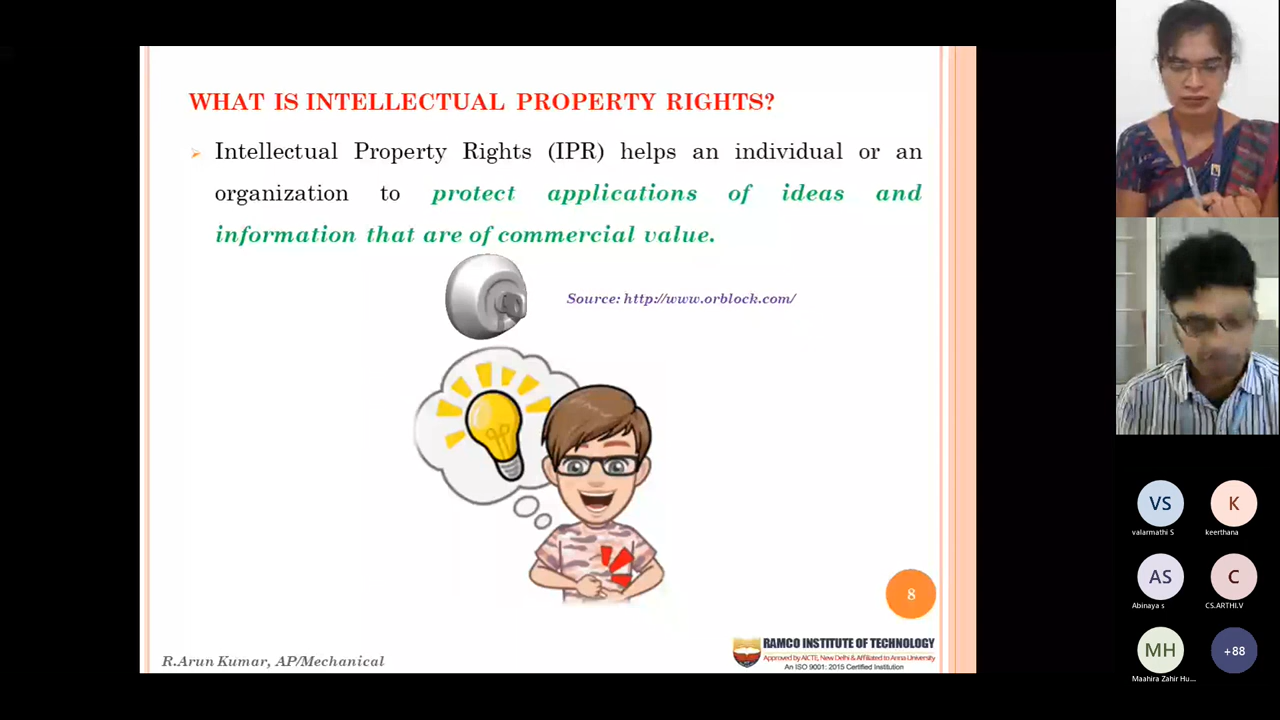 WHAT IS INTELLECTUAL PROPERTY RIGHTS?
Intellectual Property Rights (IPR) helps an individual or an
organization to protect applications of ideas and
information that are of commercial value.
Source: http://www.orblock.com/
8
R.Arun Kumar, AP/Mechanical
RAMCO INSTITUTE OF TECHNOLOGY
Approved by AICTE, New Delhi & Affiliated to Anna University
An ISO 9001: 2015 Certified Institution
VS
valarmathi S
K
keerthana
AS
Abinaya s
C
CS.ARTHI.V
MH
Maahira Zahir Hu...
+88